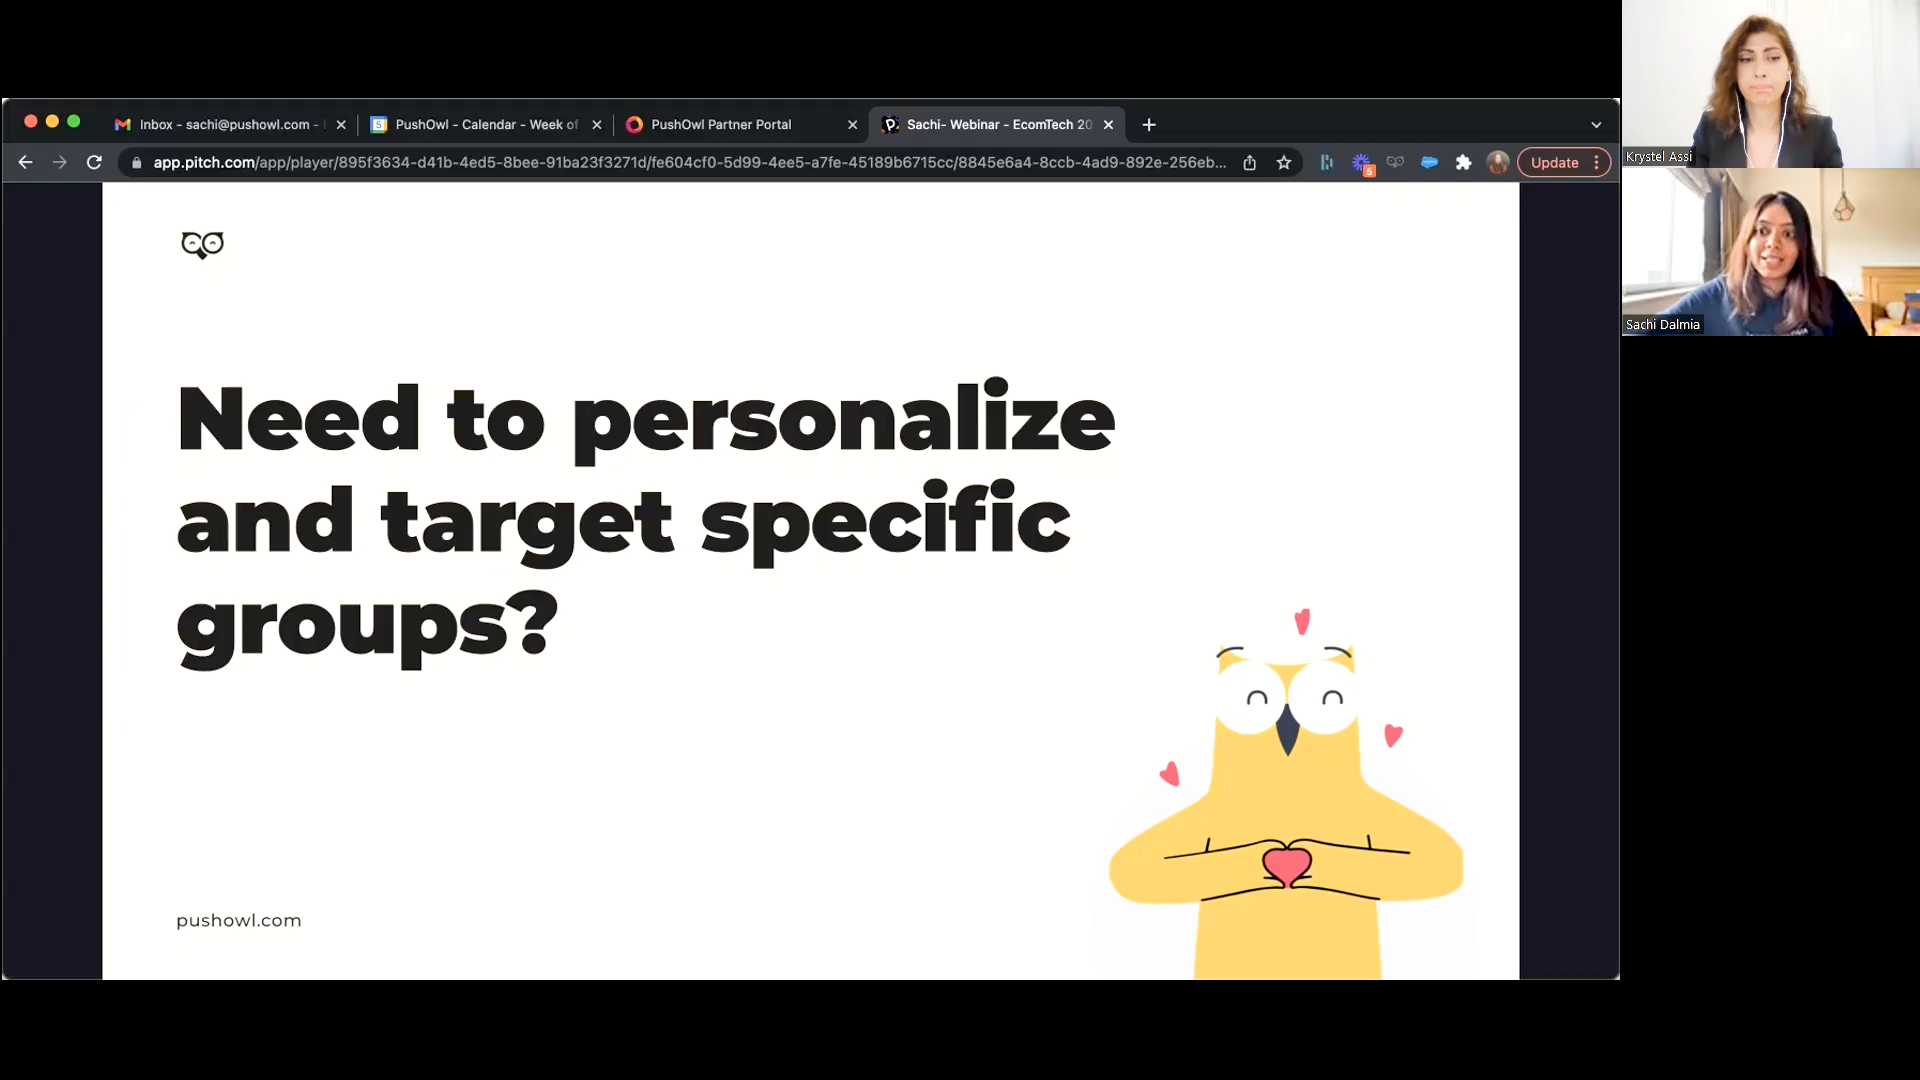 Inbox - sachi@pushowl.com -
PushOwl - Calendar - Week of
PushOwl Partner Portal
Sachi- Webinar - EcomTech 20
app.pitch.com/app/player/895f3634-d41b-4ed5-8bee-91ba23f3271d/fe604cf0-5d99-4ee5-a7fe-45189b6715cc/8845e6a4-8ccb-4ad9-892e-256eb...
5
5
Update
Need to personalize
and target specific
groups?
pushowl.com
Krystel Assi
Sachi Dalmia